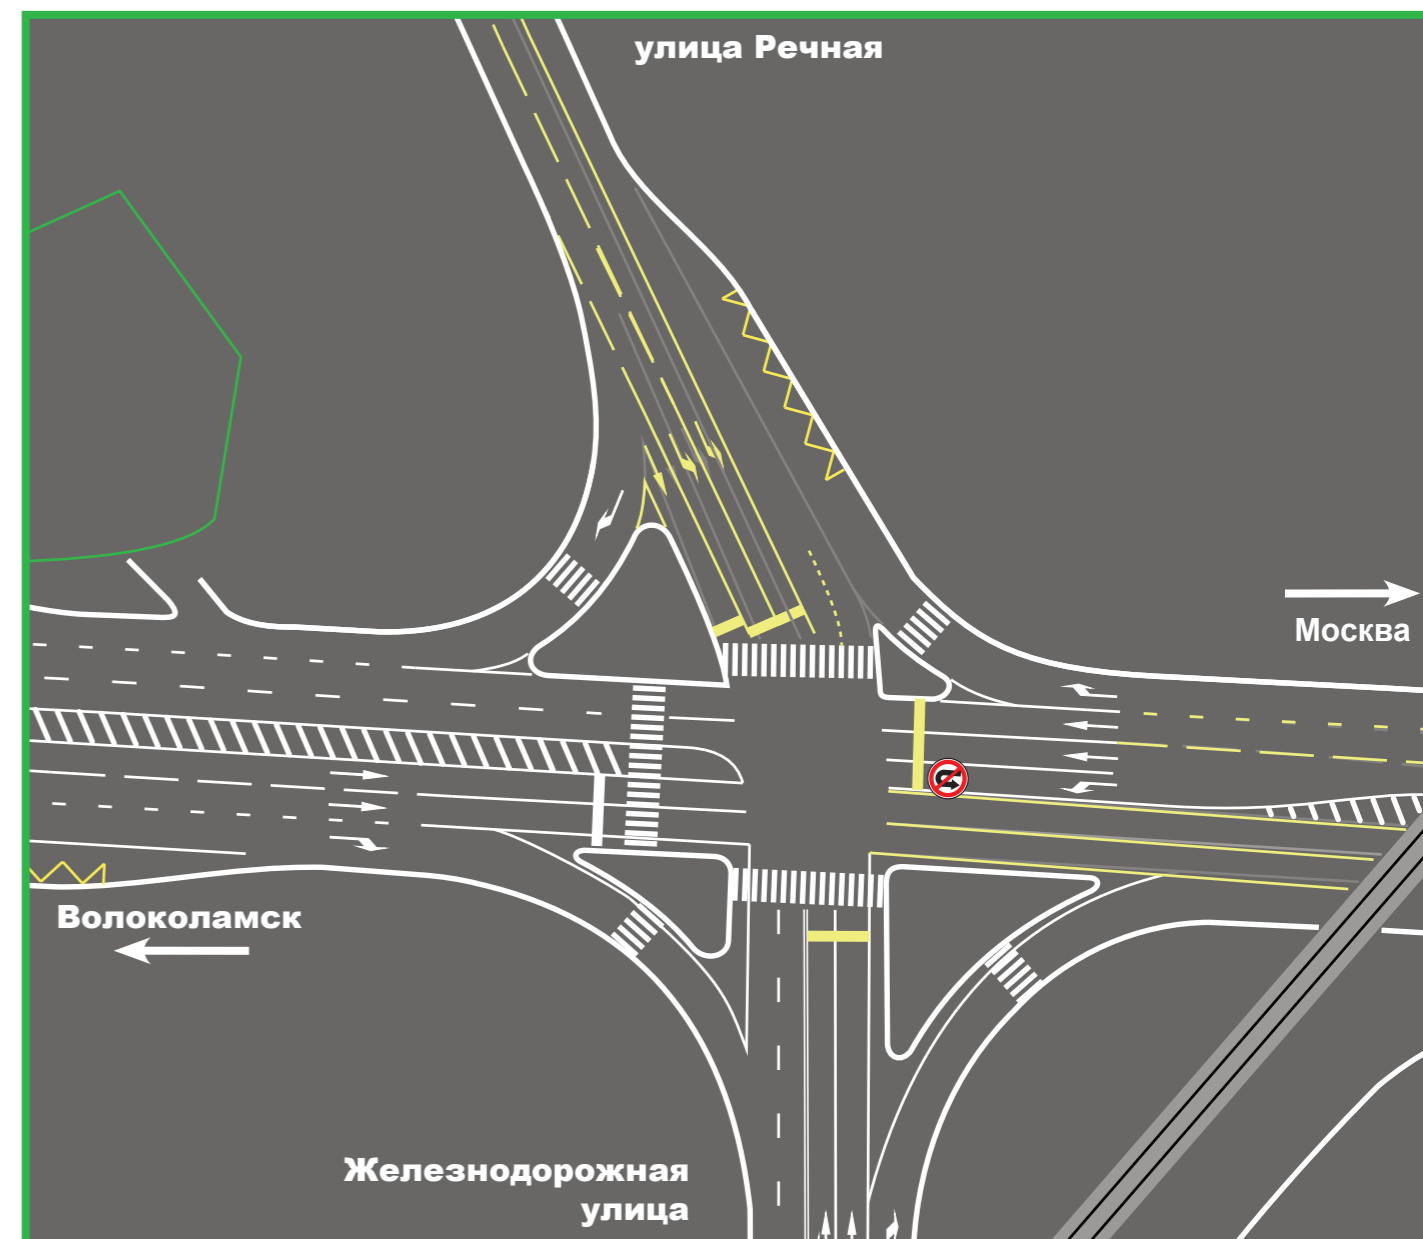 улица Речная
Москва
Волоколамск
Железнодорожная
улица